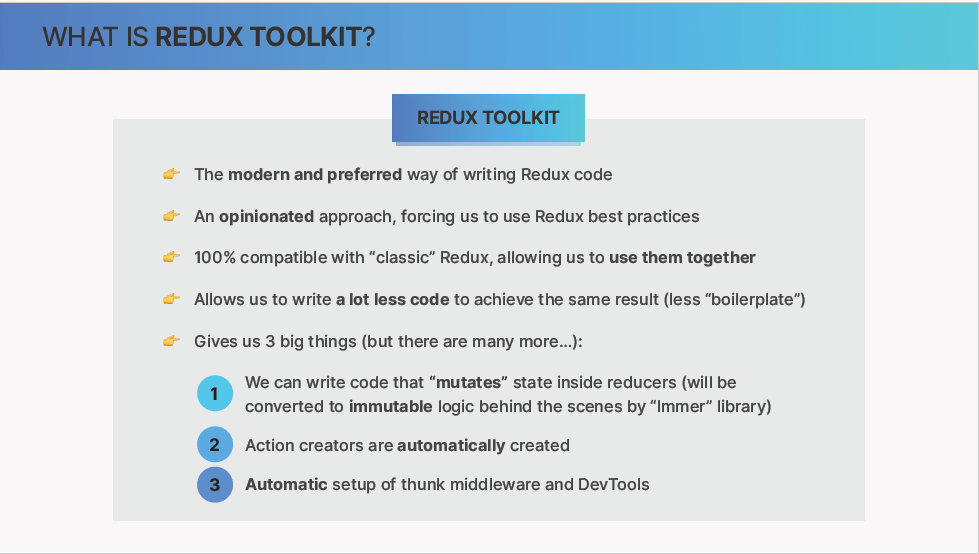 WHAT IS REDUX TOOLKIT?
REDUX TOOLKIT
👉 The modern and preferred way of writing Redux code
👉 An opinionated approach, forcing us to use Redux best practices
👉 100% compatible with “classic” Redux, allowing us to use them together
👉 Allows us to write a lot less code to achieve the same result (less “boilerplate”)
👉 Gives us 3 big things (but there are many more…):
1 We can write code that “mutates” state inside reducers (will be
converted to immutable logic behind the scenes by “Immer” library)
2 Action creators are automatically created
3 Automatic setup of thunk middleware and DevTools